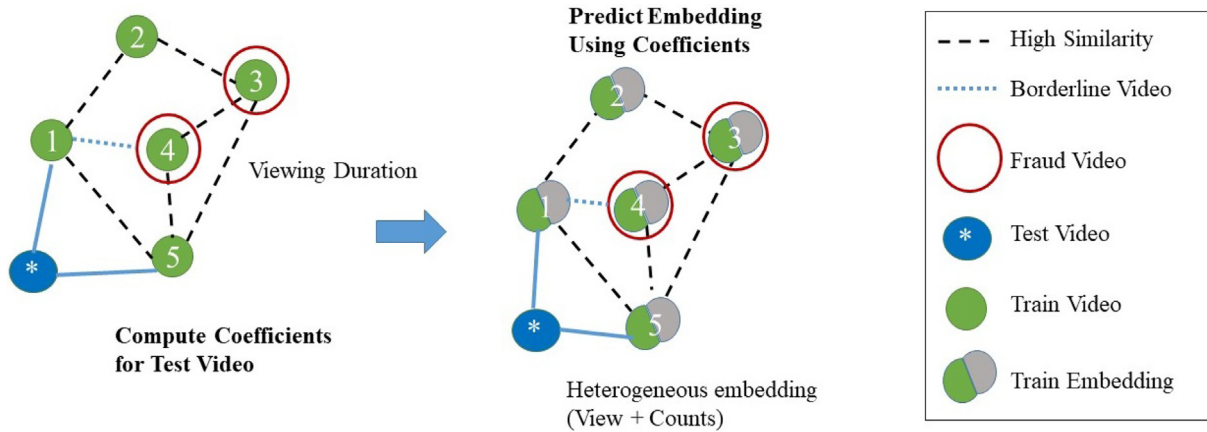 2
3
1
4
5
*
Viewing Duration
Compute Coefficients
for Test Video
Predict Embedding
Using Coefficients
2
3
1
4
5
*
Heterogeneous embedding
(View + Counts)
High Similarity
Borderline Video
Fraud Video
* Test Video
Train Video
Train Embedding